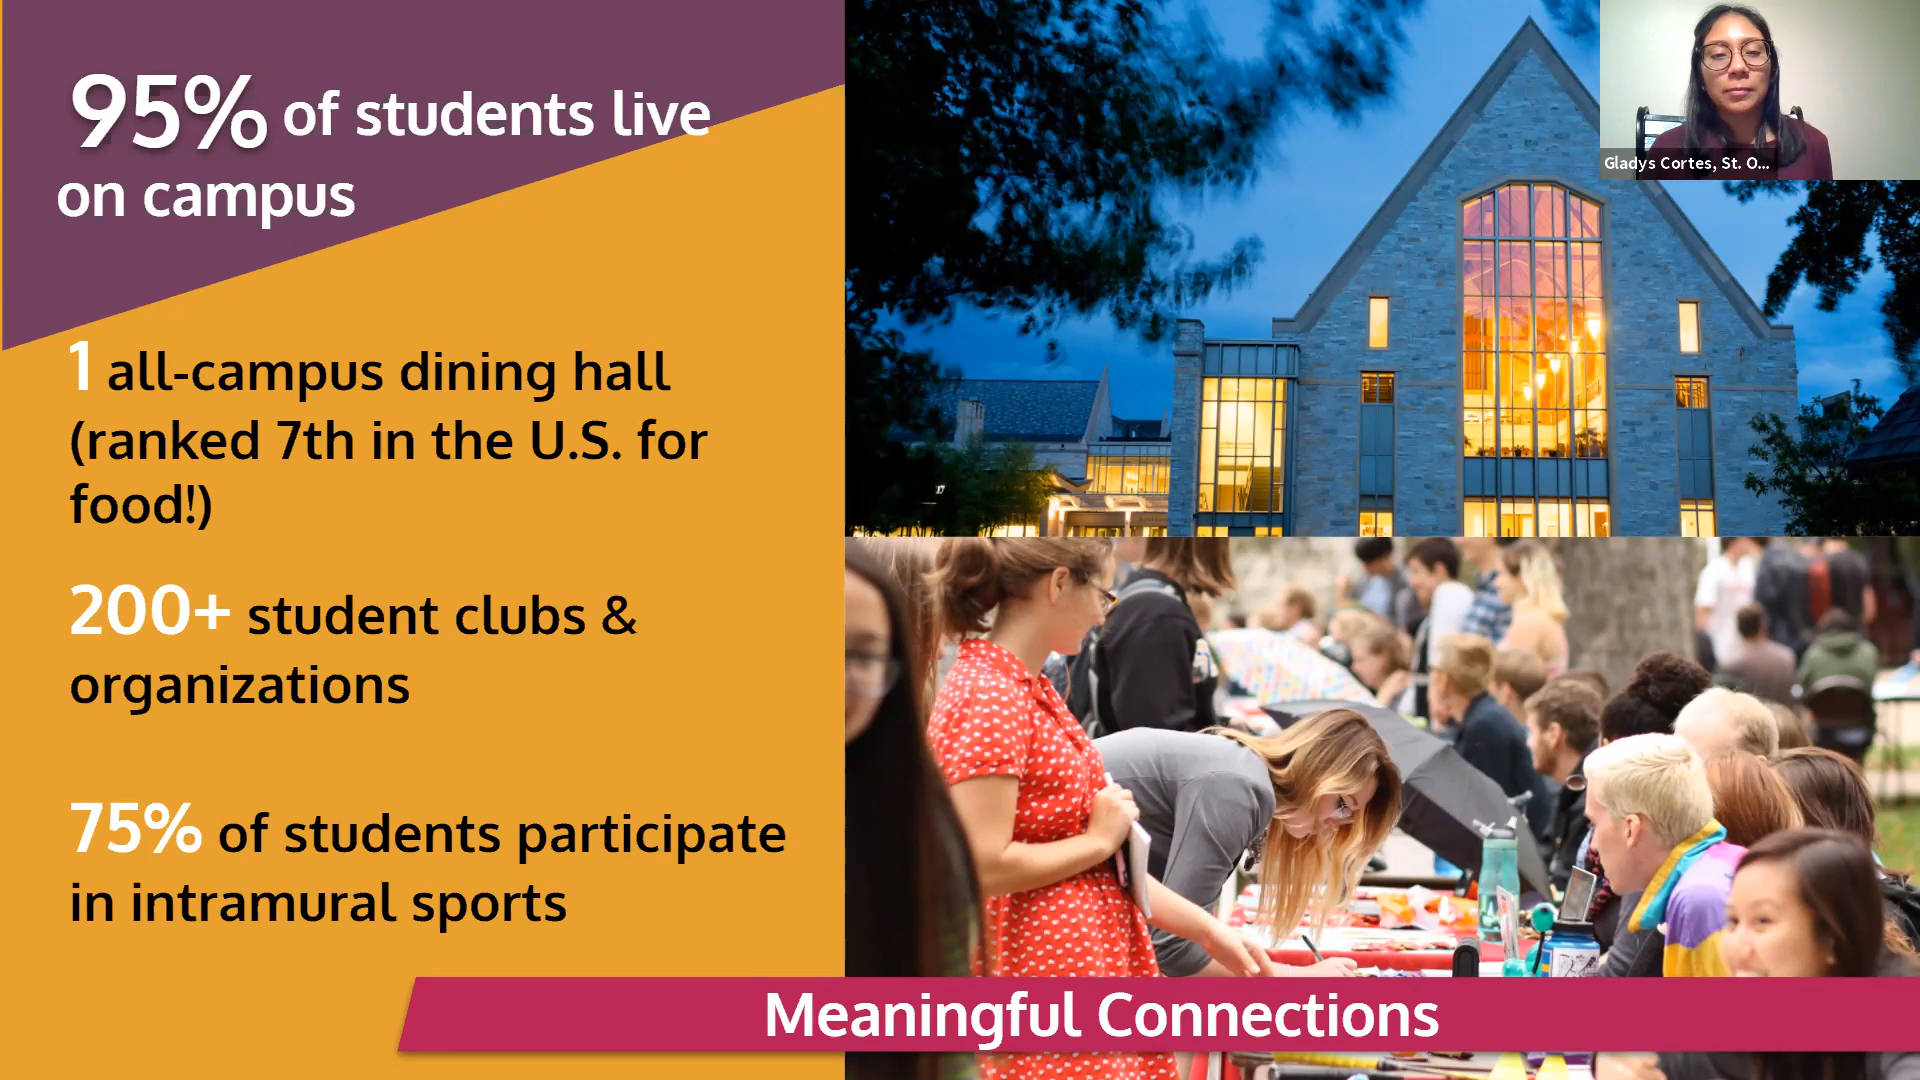 95% of students live
on campus
1 all-campus dining hall
(ranked 7th in the U.S. for
food!)
200+ student clubs &
organizations
75% of students participate
in intramural sports
Meaningful Connections
Gladys Cortes, St. O...